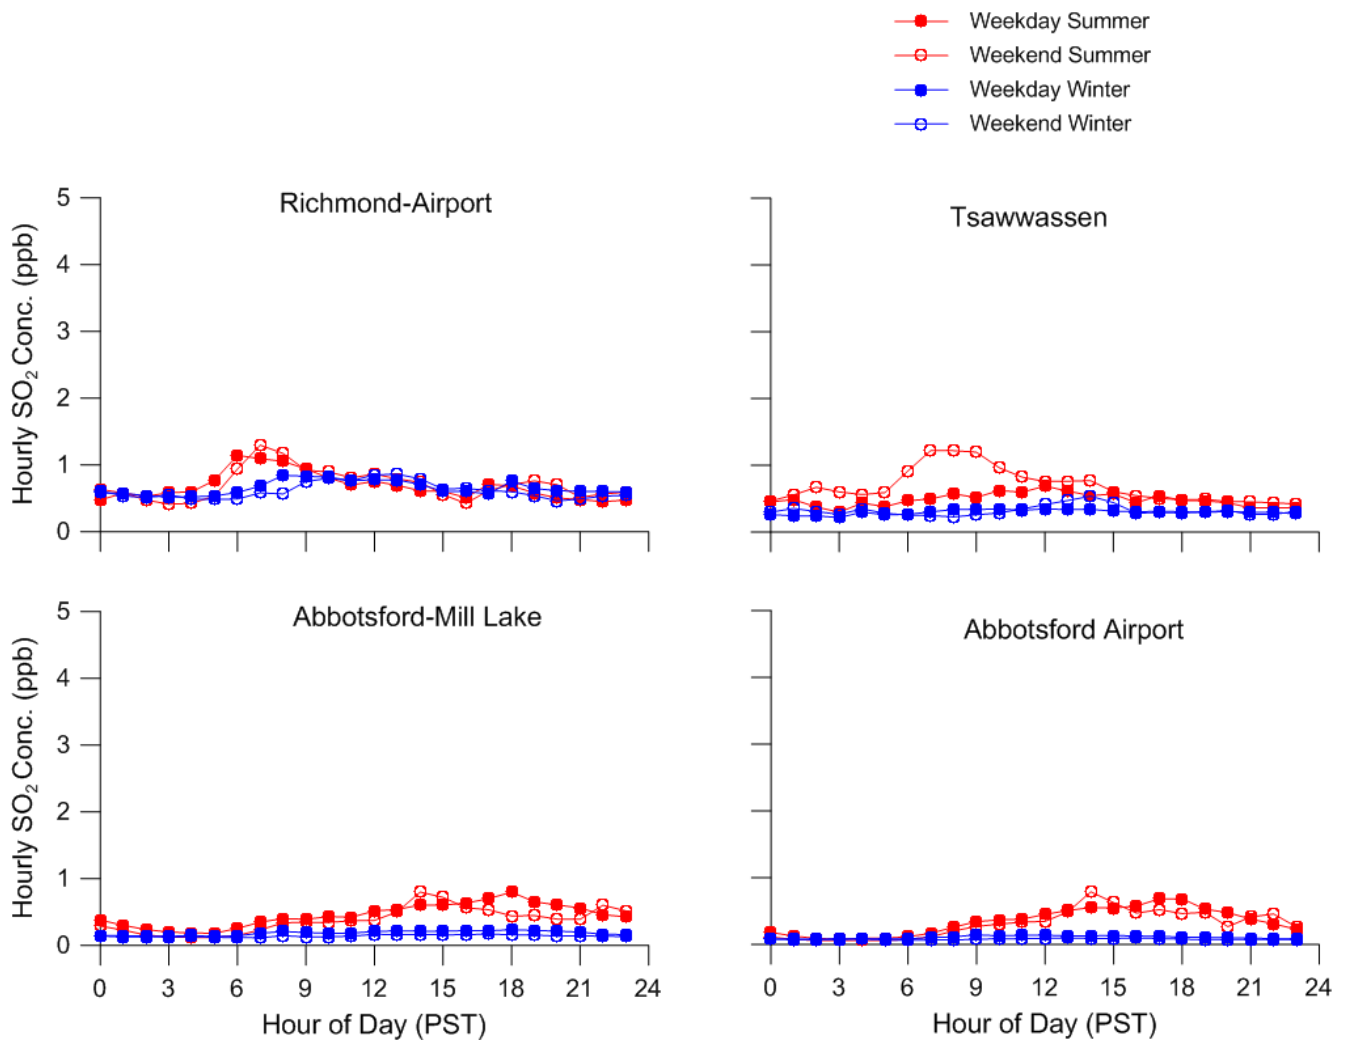 Weekday Summer
Weekend Summer
Weekday Winter
Weekend Winter
Richmond-Airport
Tsawwassen
Hourly SO₂ Conc. (ppb)
5
4
3
2
1
0
Abbotsford-Mill Lake
Abbotsford Airport
Hourly SO₂ Conc. (ppb)
5
4
3
2
1
0
0 3 6 9 12 15 18 21 24
0 3 6 9 12 15 18 21 24
Hour of Day (PST)
Hour of Day (PST)